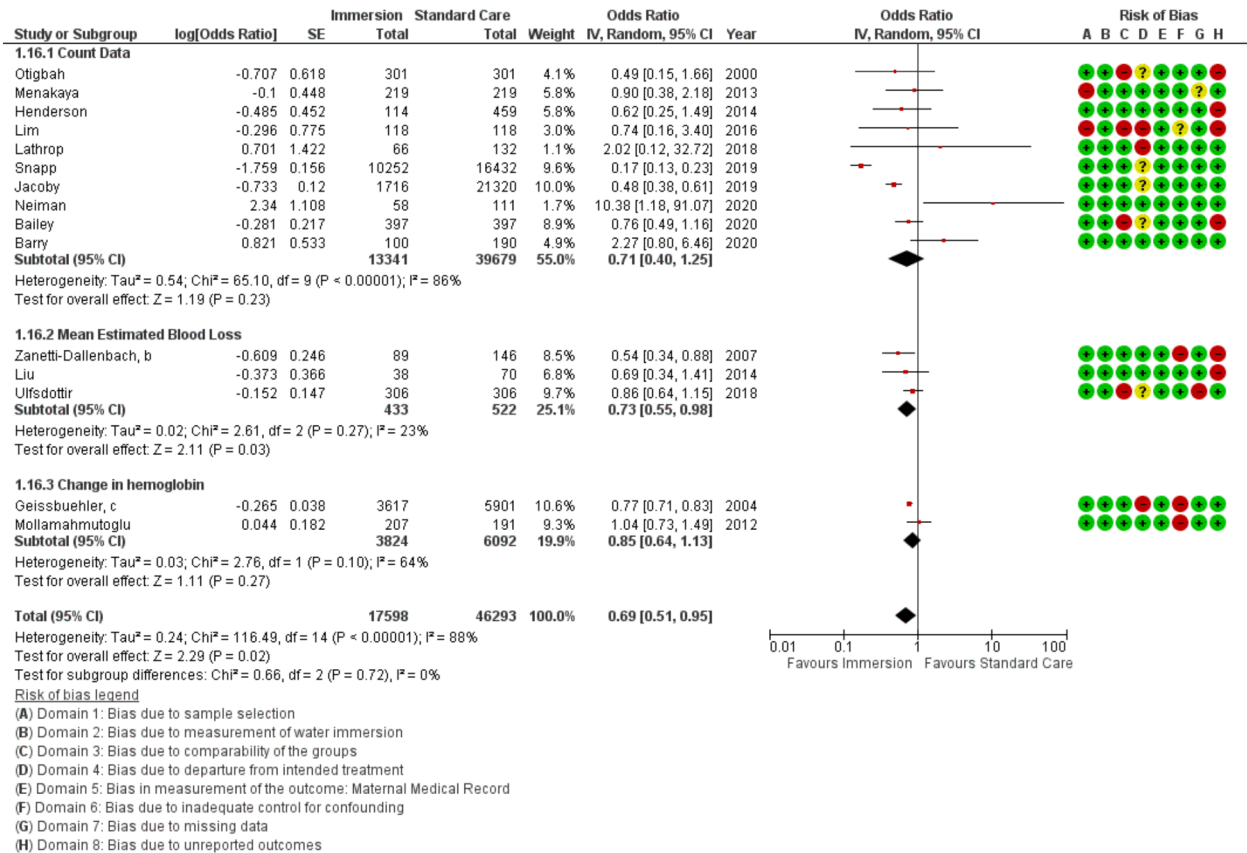 Immersion Standard Care Odds Ratio Odds Ratio Risk of Bias
Study or Subgroup log[Odds Ratio] SE Total Total Weight IV, Random, 95% CI Year IV, Random, 95% CI A B C D E F G H
1.16.1 Count Data
Otigbah -0.707 0.618 301 301 4.1% 0.49 [0.15, 1.66] 2000 + + - ? + + + -
Menakaya -0.1 0.448 219 219 5.8% 0.90 [0.38, 2.18] 2013 - + + + + + ? +
Henderson -0.485 0.452 114 459 5.8% 0.62 [0.25, 1.49] 2014 + + + + + + + -
Lim -0.296 0.775 118 118 3.0% 0.74 [0.16, 3.40] 2016 - + - - + ? + -
Lathrop 0.701 1.422 66 132 1.1% 2.02 [0.12, 32.72] 2018 + + + - + + + +
Snapp -1.759 0.156 10252 16432 9.6% 0.17 [0.13, 0.23] 2019 + + + ? + + + +
Jacoby -0.733 0.12 1716 21320 10.0% 0.48 [0.38, 0.61] 2019 + + + ? + + + +
Neiman 2.34 1.108 58 111 1.7% 10.38 [1.18, 91.07] 2020 + + + + + + + +
Bailey -0.281 0.217 397 397 8.9% 0.76 [0.49, 1.16] 2020 + + - ? + + + -
Barry 0.821 0.533 100 190 4.9% 2.27 [0.80, 6.46] 2020 + + + + + + + +
Subtotal (95% CI) 13341 39679 55.0% 0.71 [0.40, 1.25]
Heterogeneity: Tau² = 0.54; Chi² = 65.10, df = 9 (P < 0.00001); I² = 86%
Test for overall effect: Z = 1.19 (P = 0.23)
1.16.2 Mean Estimated Blood Loss
Zanetti-Dallenbach, b -0.609 0.246 89 146 8.5% 0.54 [0.34, 0.88] 2007 + + + + + - + -
Liu -0.373 0.366 38 70 6.8% 0.69 [0.34, 1.41] 2014 + + + + + + + -
Ulfsdottir -0.152 0.147 306 306 9.7% 0.86 [0.64, 1.15] 2018 + + - ? + + - +
Subtotal (95% CI) 433 522 25.1% 0.73 [0.55, 0.98]
Heterogeneity: Tau² = 0.02; Chi² = 2.61, df = 2 (P = 0.27); I² = 23%
Test for overall effect: Z = 2.11 (P = 0.03)
1.16.3 Change in hemoglobin
Geissbuehler, c -0.265 0.038 3617 5901 10.6% 0.77 [0.71, 0.83] 2004 + + + - + - + +
Mollamahmutoglu 0.044 0.182 207 191 9.3% 1.04 [0.73, 1.49] 2012 + + + + + - + +
Subtotal (95% CI) 3824 6092 19.9% 0.85 [0.64, 1.13]
Heterogeneity: Tau² = 0.03; Chi² = 2.76, df = 1 (P = 0.10); I² = 64%
Test for overall effect: Z = 1.11 (P = 0.27)
Total (95% CI) 17598 46293 100.0% 0.69 [0.51, 0.95]
Heterogeneity: Tau² = 0.24; Chi² = 116.49, df = 14 (P < 0.00001); I² = 88%
Test for overall effect: Z = 2.29 (P = 0.02)
Test for subgroup differences: Chi² = 0.66, df = 2 (P = 0.72), I² = 0%
0.01 0.1 1 10 100
Favours Immersion Favours Standard Care
Risk of bias legend
(A) Domain 1: Bias due to sample selection
(B) Domain 2: Bias due to measurement of water immersion
(C) Domain 3: Bias due to comparability of the groups
(D) Domain 4: Bias due to departure from intended treatment
(E) Domain 5: Bias in measurement of the outcome: Maternal Medical Record
(F) Domain 6: Bias due to inadequate control for confounding
(G) Domain 7: Bias due to missing data
(H) Domain 8: Bias due to unreported outcomes